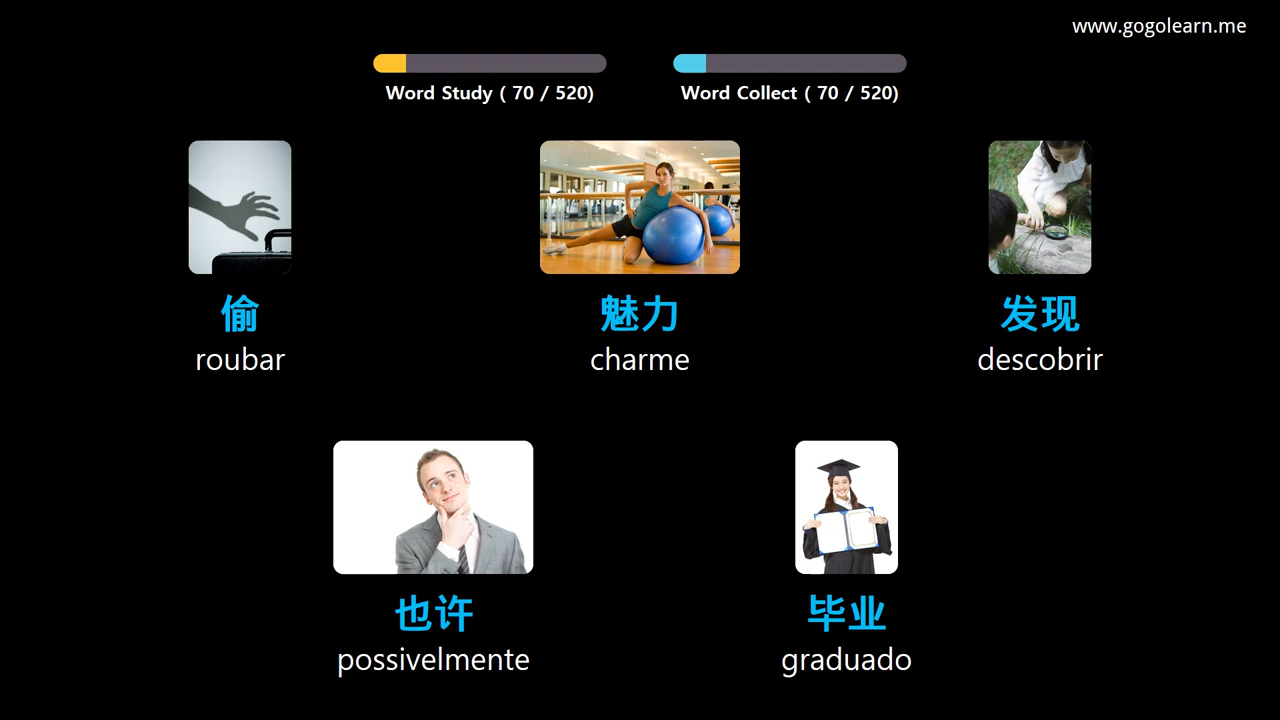 www.gogolearn.me
Word Study ( 70 / 520)
Word Collect ( 70 / 520)
偷
roubar
魅力
charme
发现
descobrir
也许
possivelmente
毕业
graduado